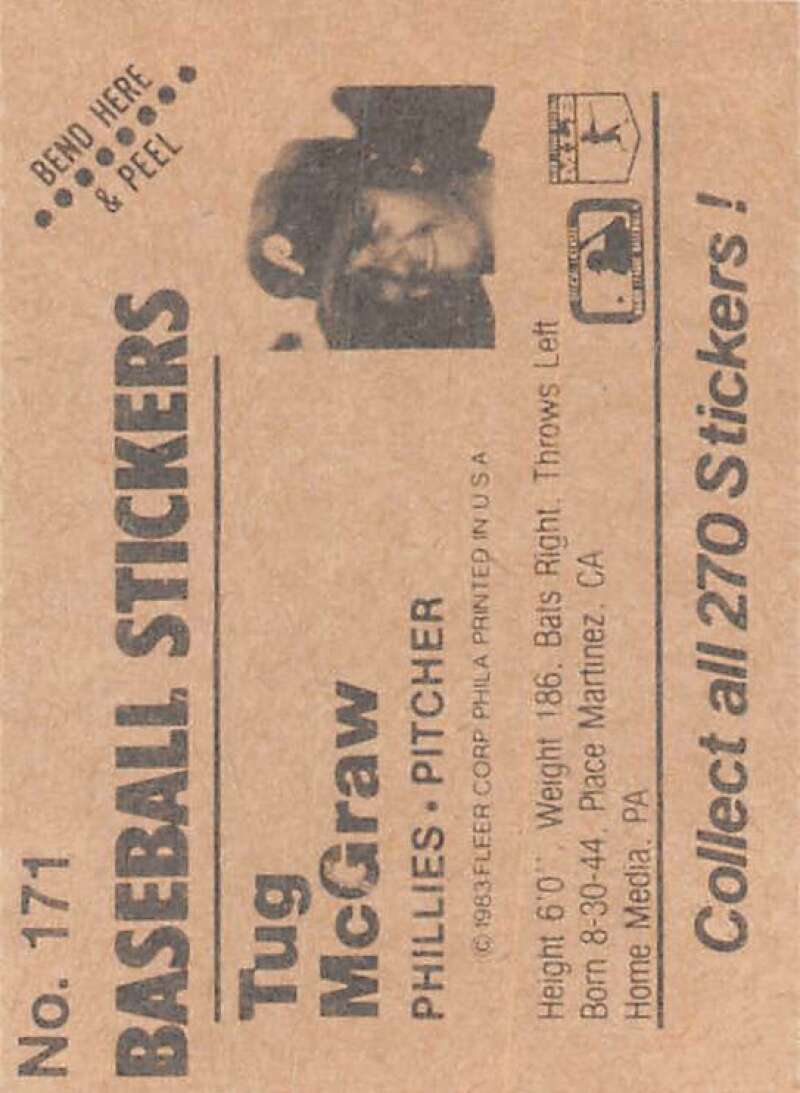 No. 171
BEND HERE
& PEEL
BASEBALL STICKERS
Tug
McGraw
PHILLIES • PITCHER
© 1983 FLEER CORP. PHILA. PRINTED IN U S A
Height 6'0". Weight 186. Bats Right. Throws Left
Born 8-30-44. Place Martinez. CA
Home Media. PA
Collect all 270 Stickers!